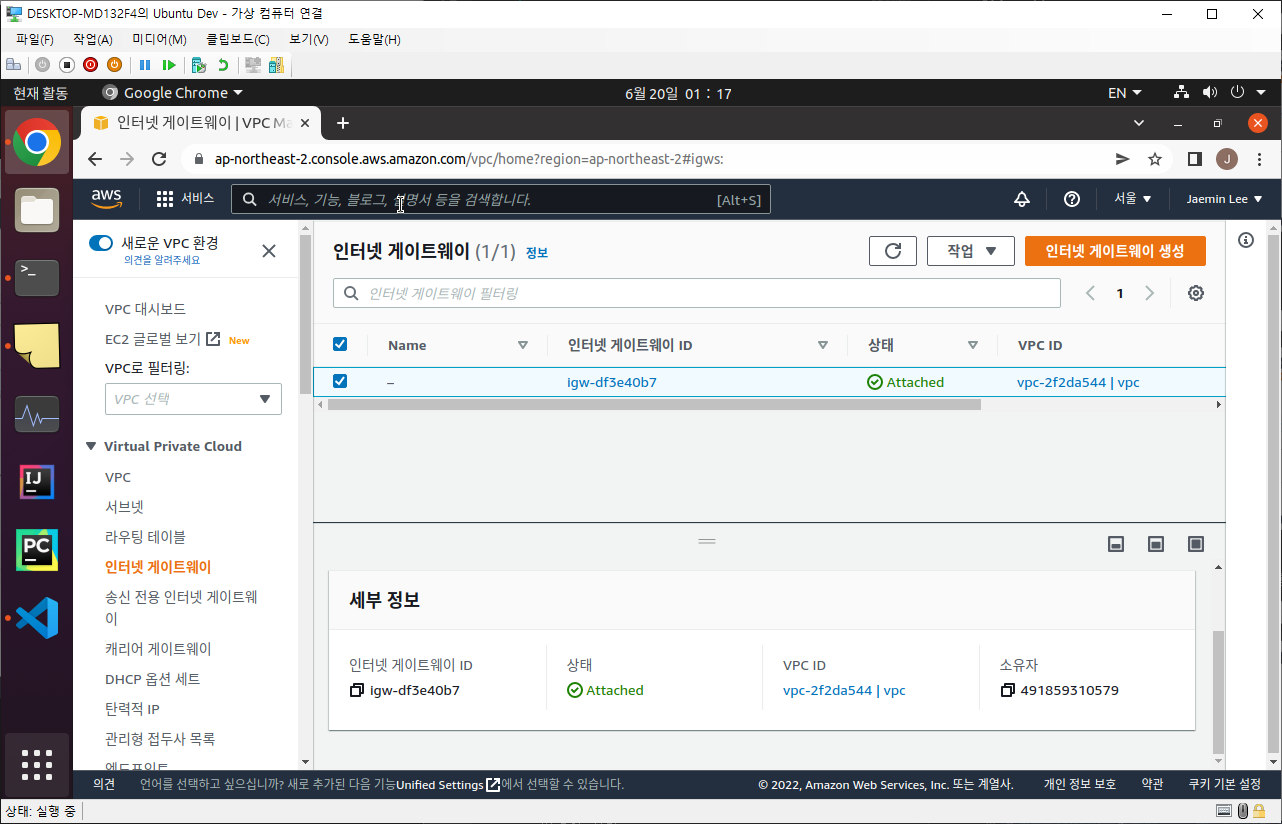 DESKTOP-MD132F4의 Ubuntu Dev - 가상 컴퓨터 연결
파일(F) 작업(A) 미디어(M) 클립보드(C) 보기(V) 도움말(H)
현재 활동 Google Chrome 6월 20일 01 : 17 EN
인터넷 게이트웨이 | VPC Ma
ap-northeast-2.console.aws.amazon.com/vpc/home?region=ap-northeast-2#igws: J
aws 서비스 서비스, 기능, 블로그, 설명서 등을 검색합니다. [Alt+S] 서울 Jaemin Lee
새로운 VPC 환경
의견을 알려주세요
VPC 대시보드
EC2 글로벌 보기 New
VPC로 필터링:
VPC 선택
Virtual Private Cloud
VPC
서브넷
라우팅 테이블
인터넷 게이트웨이
송신 전용 인터넷 게이트웨
이
캐리어 게이트웨이
DHCP 옵션 세트
탄력적 IP
관리형 접두사 목록
엔드포인트
인터넷 게이트웨이 (1/1) 정보
작업
인터넷 게이트웨이 생성
인터넷 게이트웨이 필터링
1
Name 인터넷 게이트웨이 ID 상태 VPC ID
– igw-df3e40b7 Attached vpc-2f2da544 | vpc
세부 정보
인터넷 게이트웨이 ID 상태 VPC ID 소유자
igw-df3e40b7 Attached vpc-2f2da544 | vpc 491859310579
의견 언어를 선택하고 싶으십니까? 새로 추가된 다음 기능Unified Settings에서 선택할 수 있습니다. © 2022, Amazon Web Services, Inc. 또는 계열사. 개인 정보 보호 약관 쿠키 기본 설정
상태: 실행 중
IJ
PC